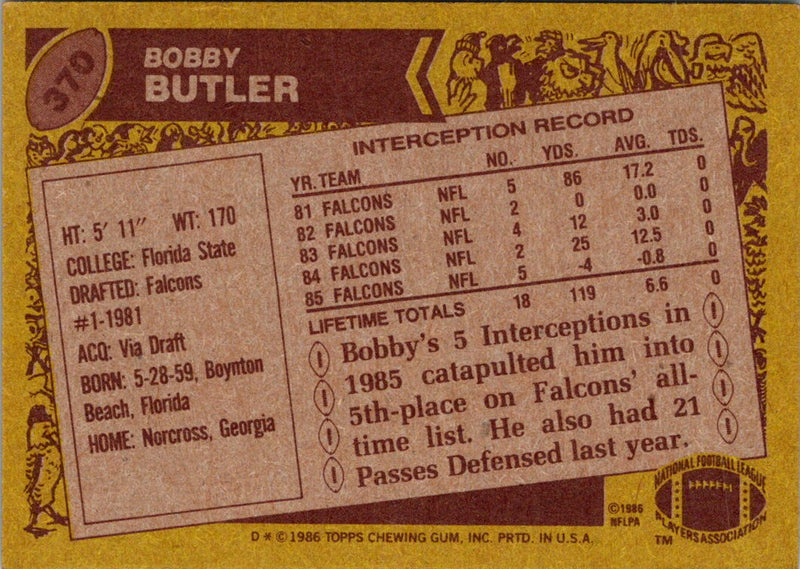 370
BOBBY
BUTLER
HT: 5' 11" WT: 170
COLLEGE: Florida State
DRAFTED: Falcons
#1-1981
ACQ: Via Draft
BORN: 5-28-59, Boynton
Beach, Florida
HOME: Norcross, Georgia
INTERCEPTION RECORD
YR. TEAM NO. YDS. AVG. TDS.
81 FALCONS NFL 5 86 17.2 0
82 FALCONS NFL 2 0 0.0 0
83 FALCONS NFL 4 12 3.0 0
84 FALCONS NFL 2 25 12.5 0
85 FALCONS NFL 5 -4 -0.8 0
LIFETIME TOTALS 18 119 6.6 0
Bobby's 5 Interceptions in
1985 catapulted him into
5th-place on Falcons' all-
time list. He also had 21
Passes Defensed last year.
©1986
NFLPA
NATIONAL FOOTBALL LEAGUE
PLAYERS ASSOCIATION
TM
D * © 1986 TOPPS CHEWING GUM, INC. PRTD. IN U.S.A.